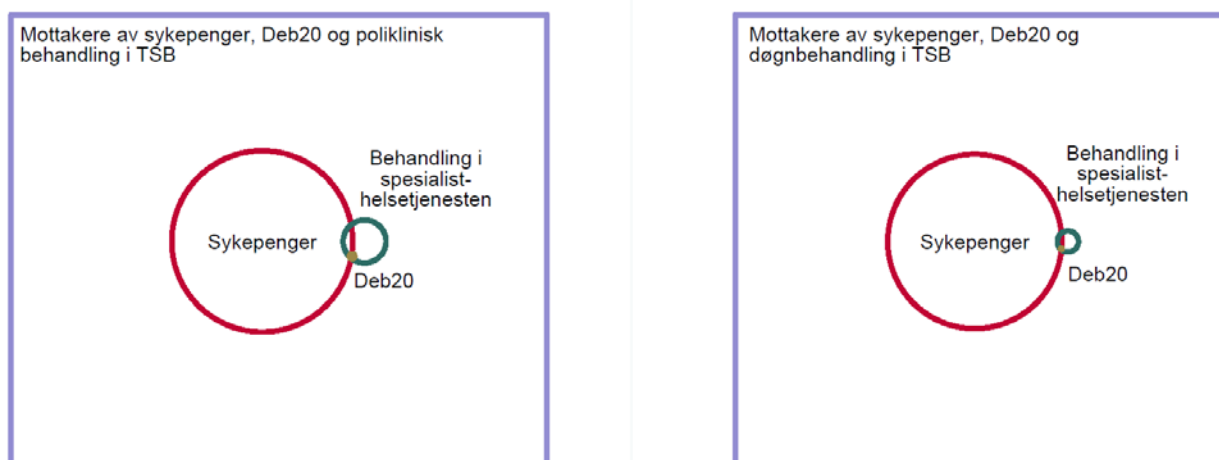 Mottakere av sykepenger, Deb20 og poliklinisk
behandling i TSB
Behandling i
spesialist-
helsetjenesten
Sykepenger
Deb20
Mottakere av sykepenger, Deb20 og
døgnbehandling i TSB
Behandling i
spesialist-
helsetjenesten
Sykepenger
Deb20